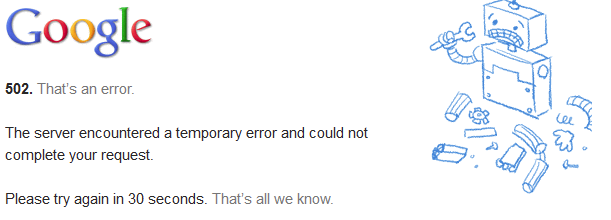 Google
502. That's an error.
The server encountered a temporary error and could not
complete your request.
Please try again in 30 seconds. That's all we know.